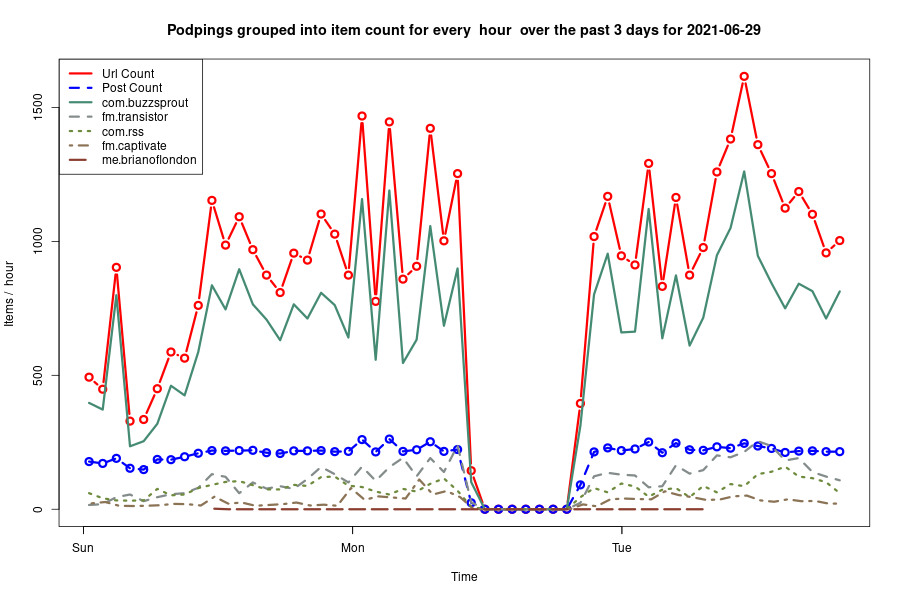 Podpings grouped into item count for every  hour  over the past 3 days for 2021-06-29
Url Count
Post Count
com.buzzsprout
fm.transistor
com.rss
fm.captivate
me.brianoflondon
Items /  hour
1500
1000
500
0
Sun
Mon
Tue
Time